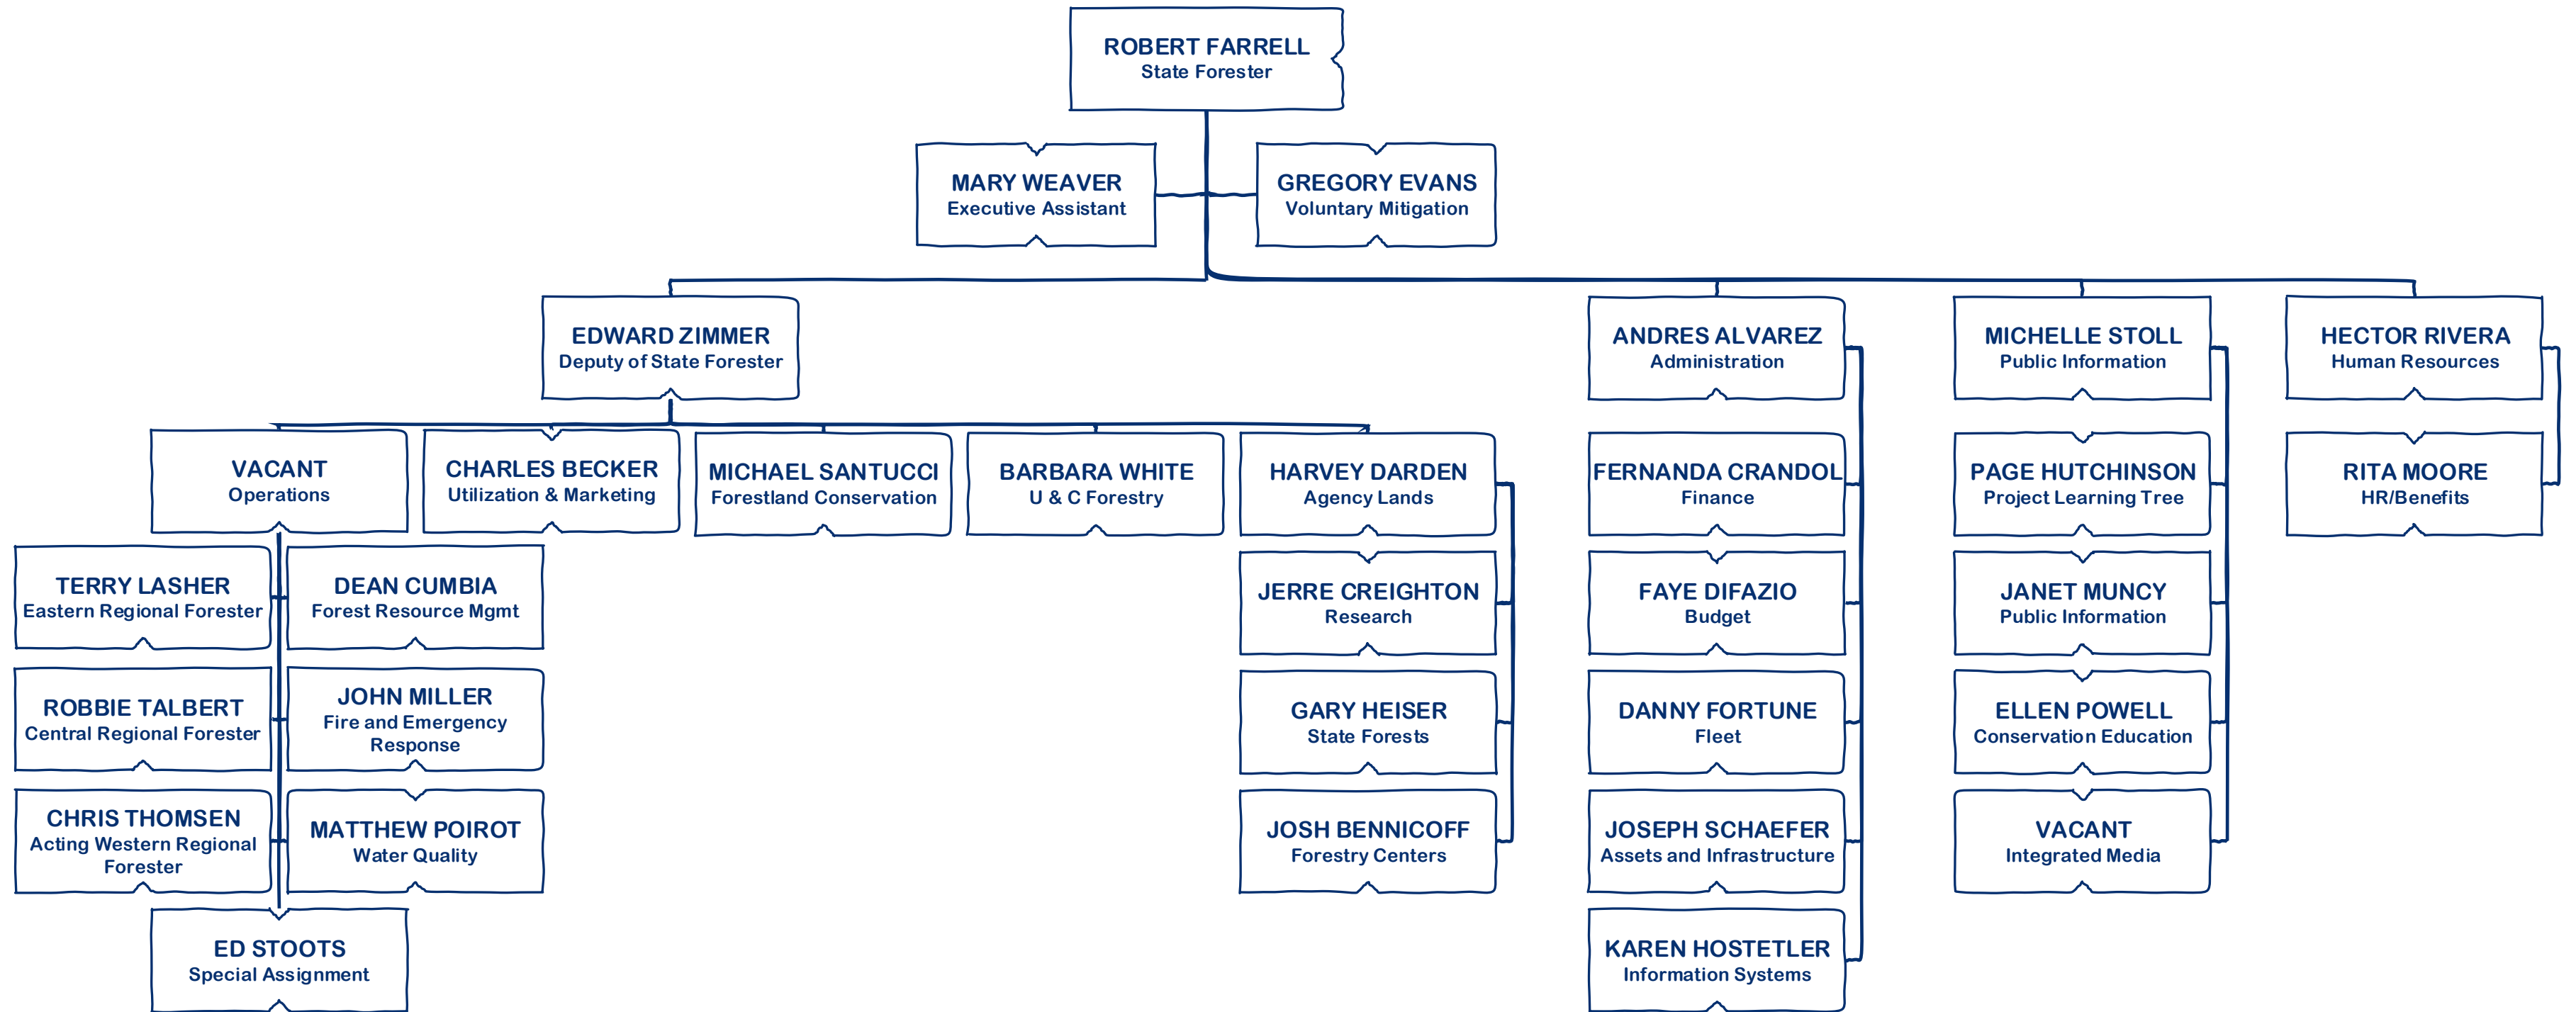 ROBERT FARRELL
State Forester
MARY WEAVER
Executive Assistant
GREGORY EVANS
Voluntary Mitigation
EDWARD ZIMMER
Deputy of State Forester
ANDRES ALVAREZ
Administration
MICHELLE STOLL
Public Information
HECTOR RIVERA
Human Resources
VACANT
Operations
CHARLES BECKER
Utilization & Marketing
MICHAEL SANTUCCI
Forestland Conservation
BARBARA WHITE
U & C Forestry
HARVEY DARDEN
Agency Lands
FERNANDA CRANDOL
Finance
PAGE HUTCHINSON
Project Learning Tree
RITA MOORE
HR/Benefits
TERRY LASHER
Eastern Regional Forester
DEAN CUMBIA
Forest Resource Mgmt
JERRE CREIGHTON
Research
FAYE DIFAZIO
Budget
JANET MUNCY
Public Information
ROBBIE TALBERT
Central Regional Forester
JOHN MILLER
Fire and Emergency
Response
GARY HEISER
State Forests
DANNY FORTUNE
Fleet
ELLEN POWELL
Conservation Education
CHRIS THOMSEN
Acting Western Regional
Forester
MATTHEW POIROT
Water Quality
JOSH BENNICOFF
Forestry Centers
JOSEPH SCHAEFER
Assets and Infrastructure
VACANT
Integrated Media
ED STOOTS
Special Assignment
KAREN HOSTETLER
Information Systems